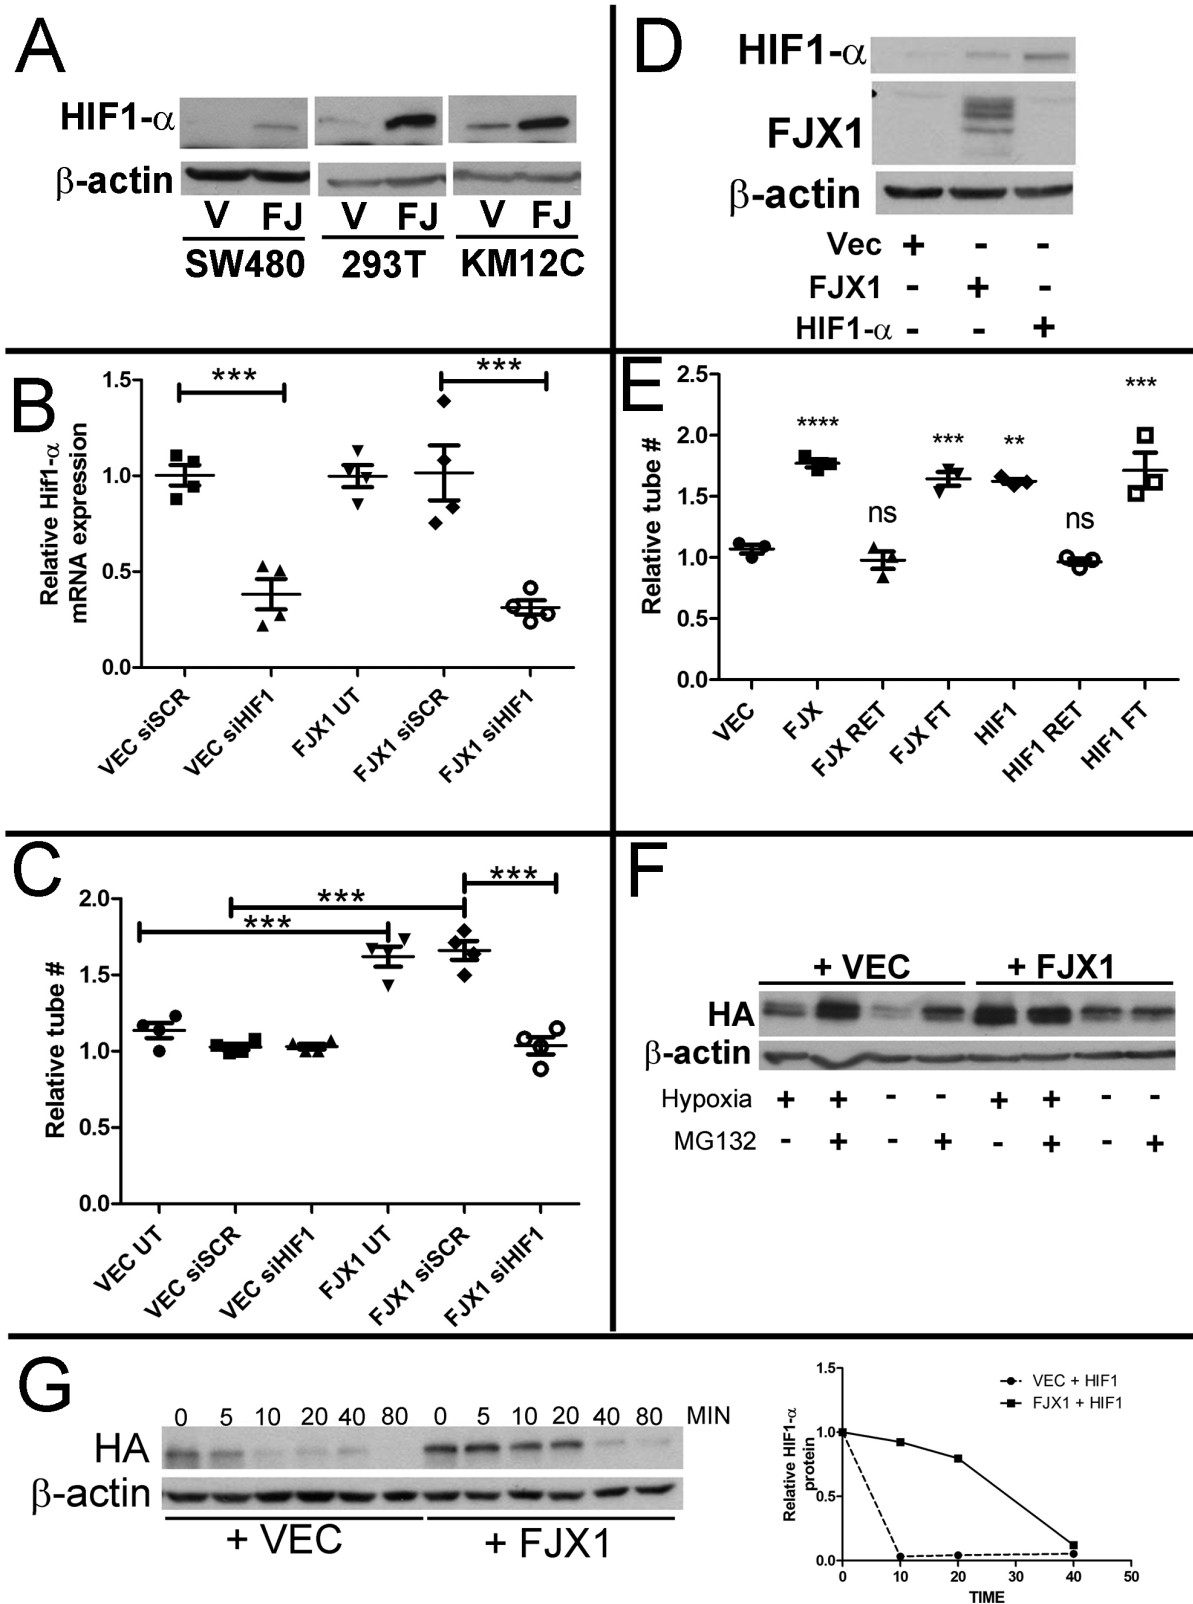 A
HIF1-α
β-actin
V FJ V FJ V FJ
SW480 293T KM12C
D
HIF1-α
FJX1
β-actin
Vec + - -
FJX1 - + -
HIF1-α - - +
B
Relative Hif1-α
mRNA expression
1.5
1.0
0.5
0.0
*** ***
VEC siSCR
VEC siHIF1
FJX1 UT
FJX1 siSCR
FJX1 siHIF1
E
Relative tube #
2.5
2.0
1.5
1.0
0.5
0.0
**** ns *** ** ns ***
VEC
FJX
FJX RET
FJX FT
HIF1
HIF1 RET
HIF1 FT
C
Relative tube #
2.0
1.5
1.0
0.5
0.0
***
***
***
VEC UT
VEC siSCR
VEC siHIF1
FJX1 UT
FJX1 siSCR
FJX1 siHIF1
F
+ VEC + FJX1
HA
β-actin
Hypoxia + + - - + + - -
MG132 - + - + - + - +
G
0 5 10 20 40 80 0 5 10 20 40 80 MIN
HA
β-actin
+ VEC + FJX1
Relative HIF1-α
protein
1.5
1.0
0.5
0.0
0 10 20 30 40 50
TIME
VEC + HIF1
FJX1 + HIF1